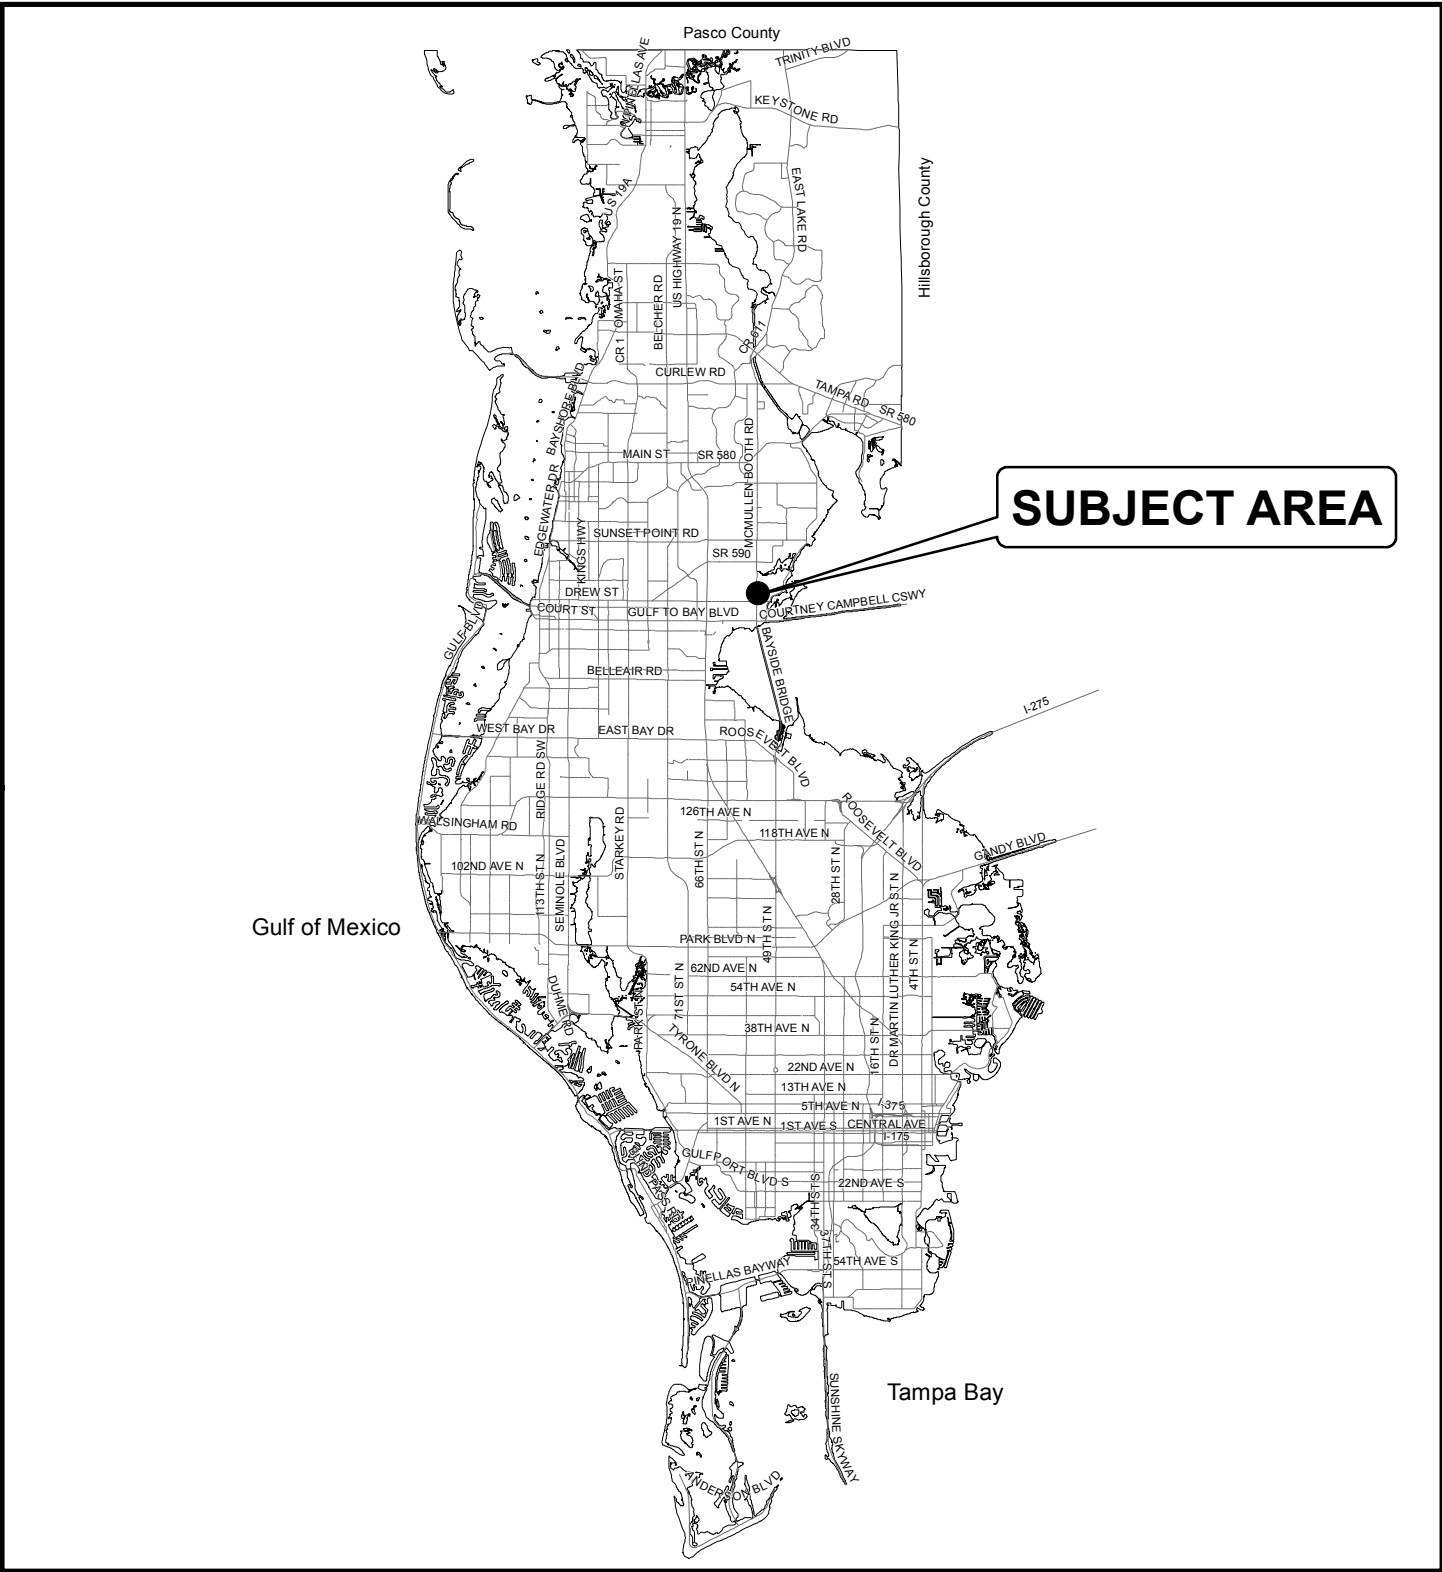 Pasco County
TRINITY BLVD
PINELLAS AVE
KEYSTONE RD
Hillsborough County
EAST LAKE RD
US 19A
US HIGHWAY 19 N
OMAHA ST
BELCHER RD
CR 1
CR 611
CURLEW RD
TAMPA RD
SR 580
BAYSHORE BLVD
MCMULLEN BOOTH RD
MAIN ST
SR 580
EDGEWATER DR
SUBJECT AREA
KINGS HWY
SUNSET POINT RD
SR 590
DREW ST
COURT ST
GULF TO BAY BLVD
COURTNEY CAMPBELL CSWY
GULF BLVD
BAYSIDE BRIDGE
BELLEAIR RD
I-275
WEST BAY DR
EAST BAY DR
ROOSEVELT BLVD
RIDGE RD SW
ROOSEVELT BLVD
126TH AVE N
WALSINGHAM RD
STARKEY RD
118TH AVE N
66TH ST N
GANDY BLVD
102ND AVE N
113TH ST N
SEMINOLE BLVD
28TH ST N
DR MARTIN LUTHER KING JR ST N
Gulf of Mexico
49TH ST N
PARK BLVD N
4TH ST N
62ND AVE N
71ST ST N
54TH AVE N
DUHME RD
PARK ST N
38TH AVE N
16TH ST N
TYRONE BLVD N
22ND AVE N
13TH AVE N
5TH AVE N
I-375
1ST AVE N
1ST AVE S
CENTRAL AVE
I-175
GULFPORT BLVD S
22ND AVE S
34TH ST S
37TH ST S
54TH AVE S
PINELLAS BAYWAY
Tampa Bay
SUNSHINE SKYWAY
ANDERSON BLVD